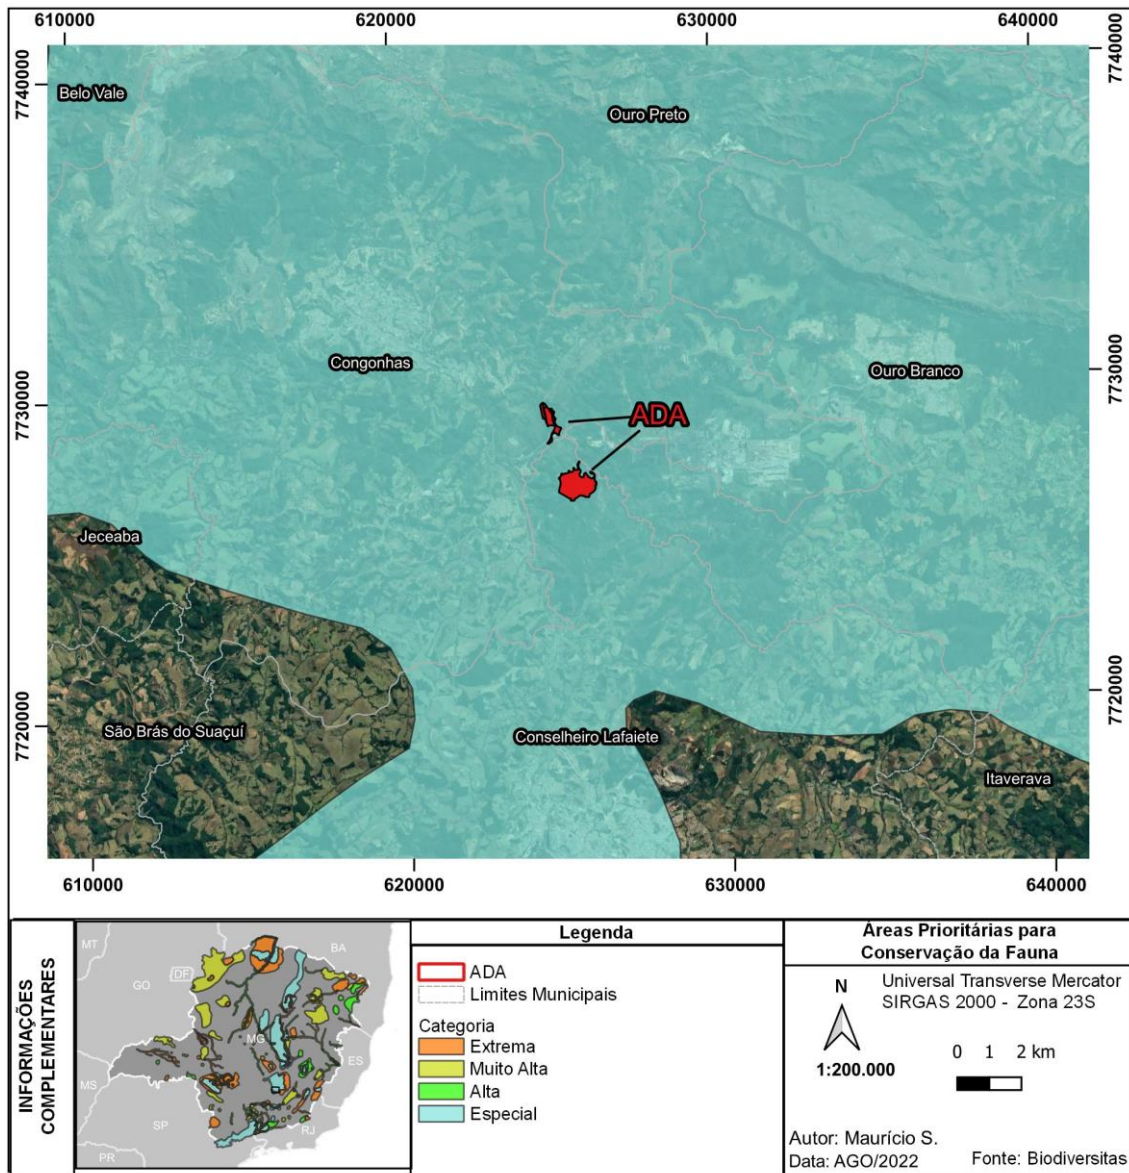 610000 620000 630000 640000
7740000
7740000
Belo Vale
Ouro Preto
Congonhas
Ouro Branco
7730000
7730000
ADA
Jeceaba
7720000
7720000
São Brás do Suaçuí
Conselheiro Lafaiete
Itaverava
610000 620000 630000 640000
INFORMAÇÕES
COMPLEMENTARES
MT
BA
GO
DF
MG
ES
MS
SP
RJ
PR
Legenda
ADA
Limites Municipais
Categoria
Extrema
Muito Alta
Alta
Especial
Áreas Prioritárias para
Conservação da Fauna
N
Universal Transverse Mercator
SIRGAS 2000 - Zona 23S
0 1 2 km
1:200.000
Autor: Maurício S.
Data: AGO/2022
Fonte: Biodiversitas